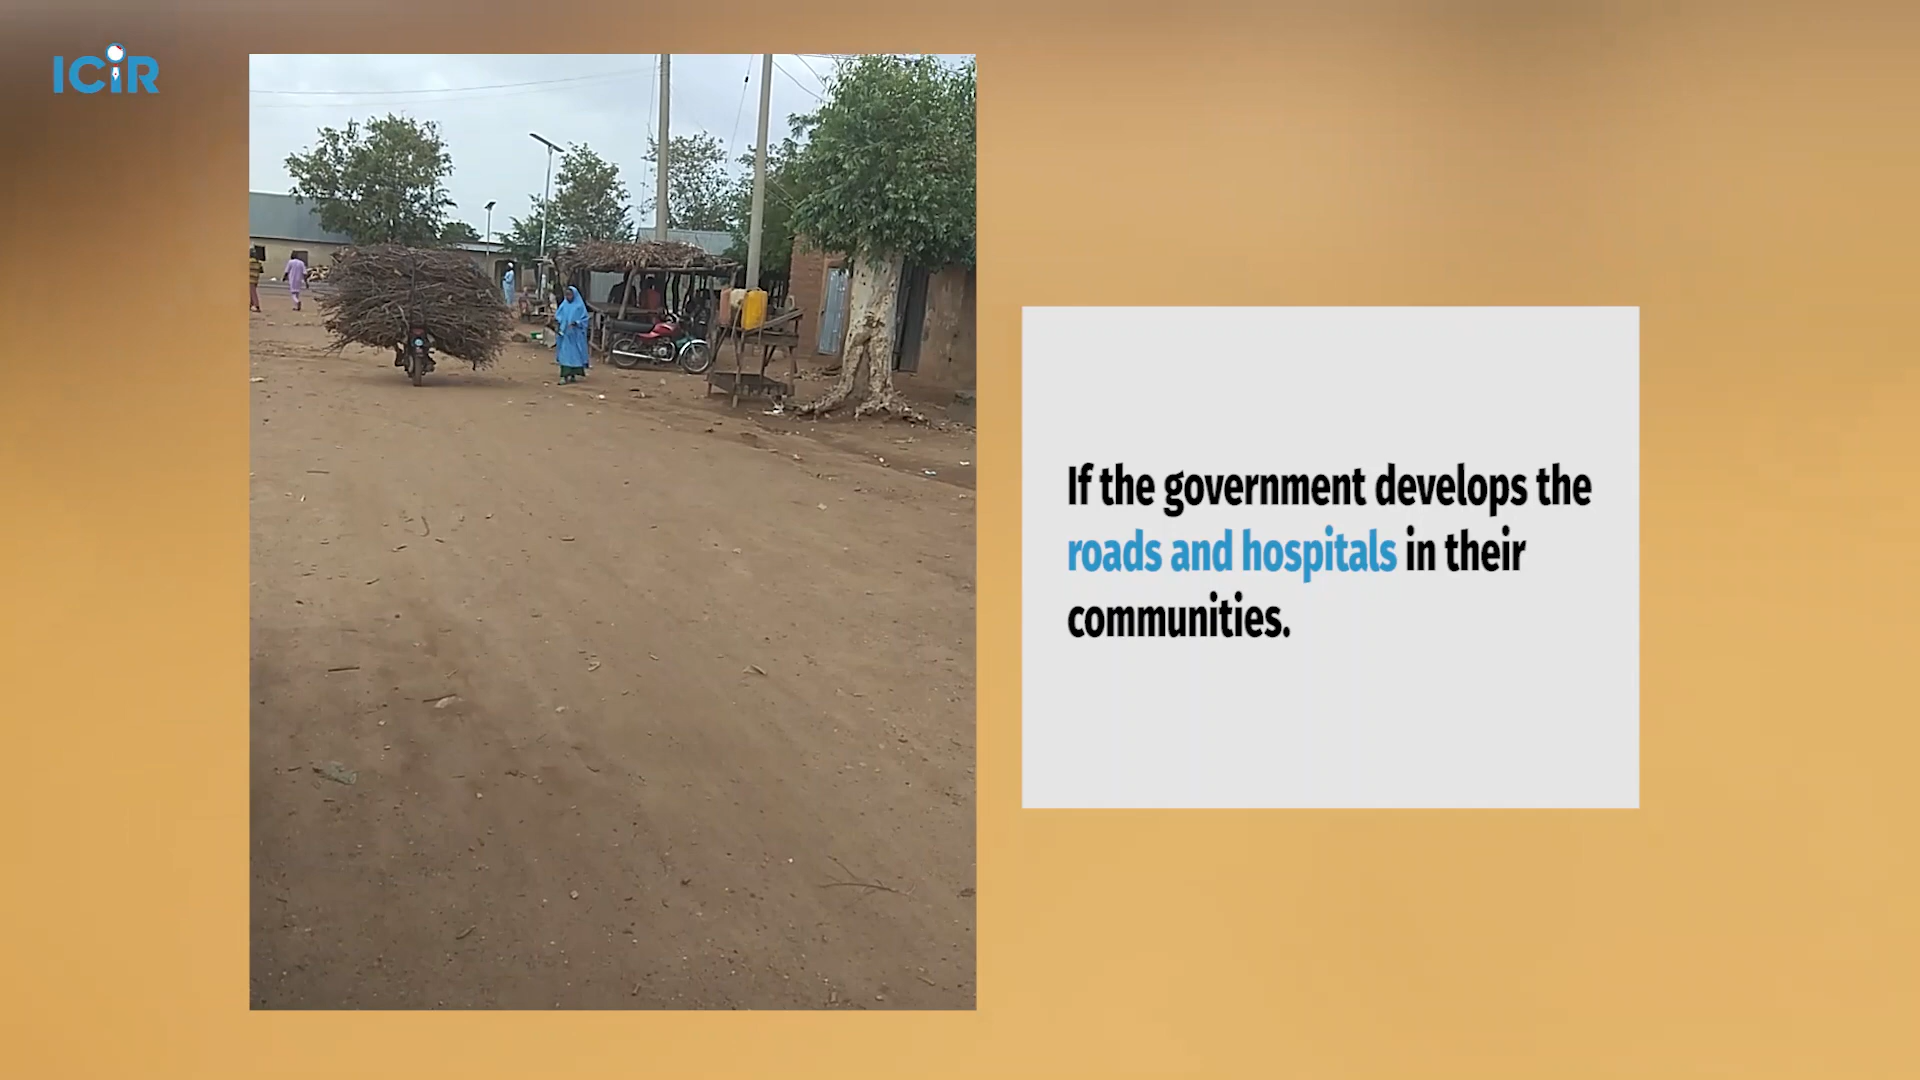 ICiR
If the government develops the
roads and hospitals in their
communities.